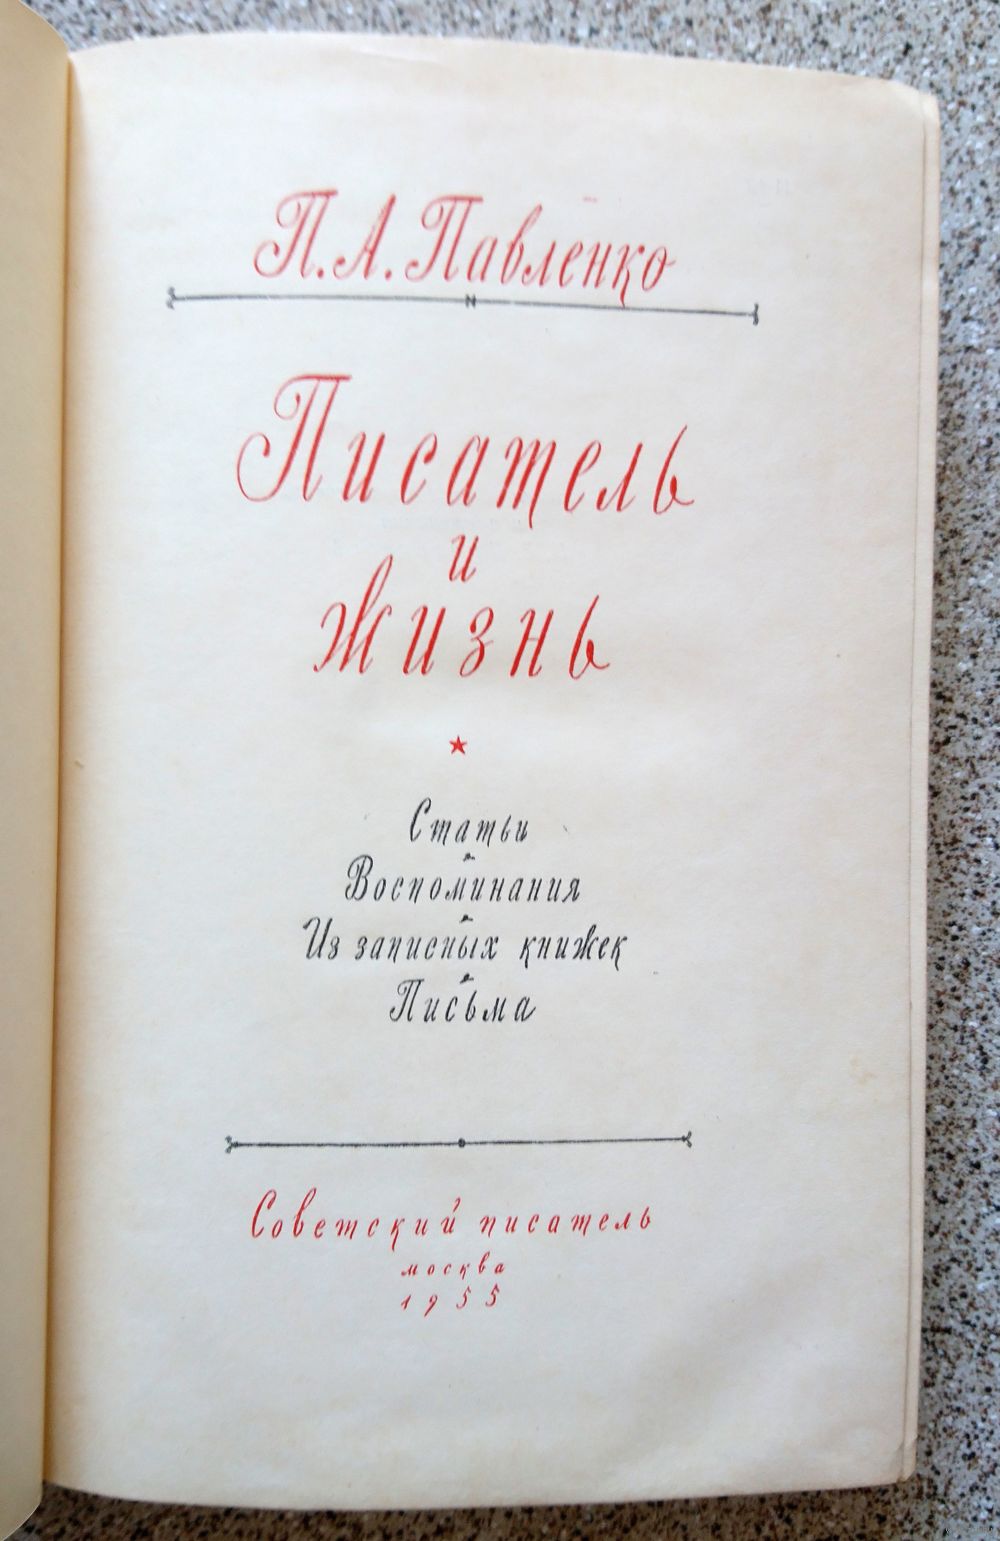 П. А. Павленко
Писатель
и
жизнь
Статьи
Воспоминания
Из записных книжек
Письма
Советский писатель
москва
1955